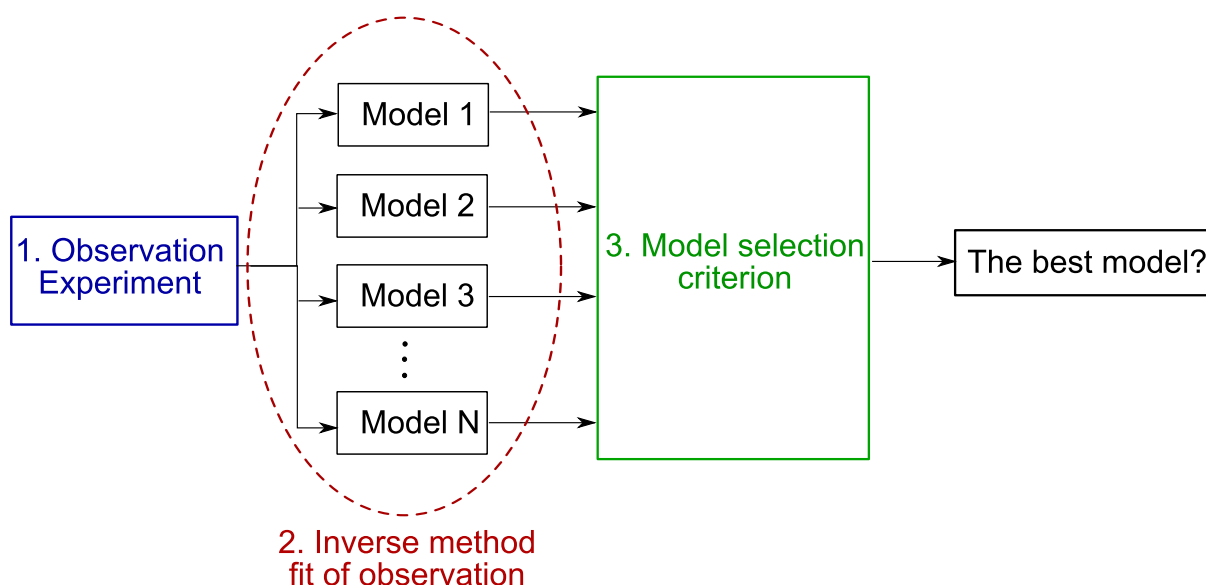 1. Observation
Experiment
Model 1
Model 2
Model 3
Model N
2. Inverse method
fit of observation
3. Model selection
criterion
The best model?